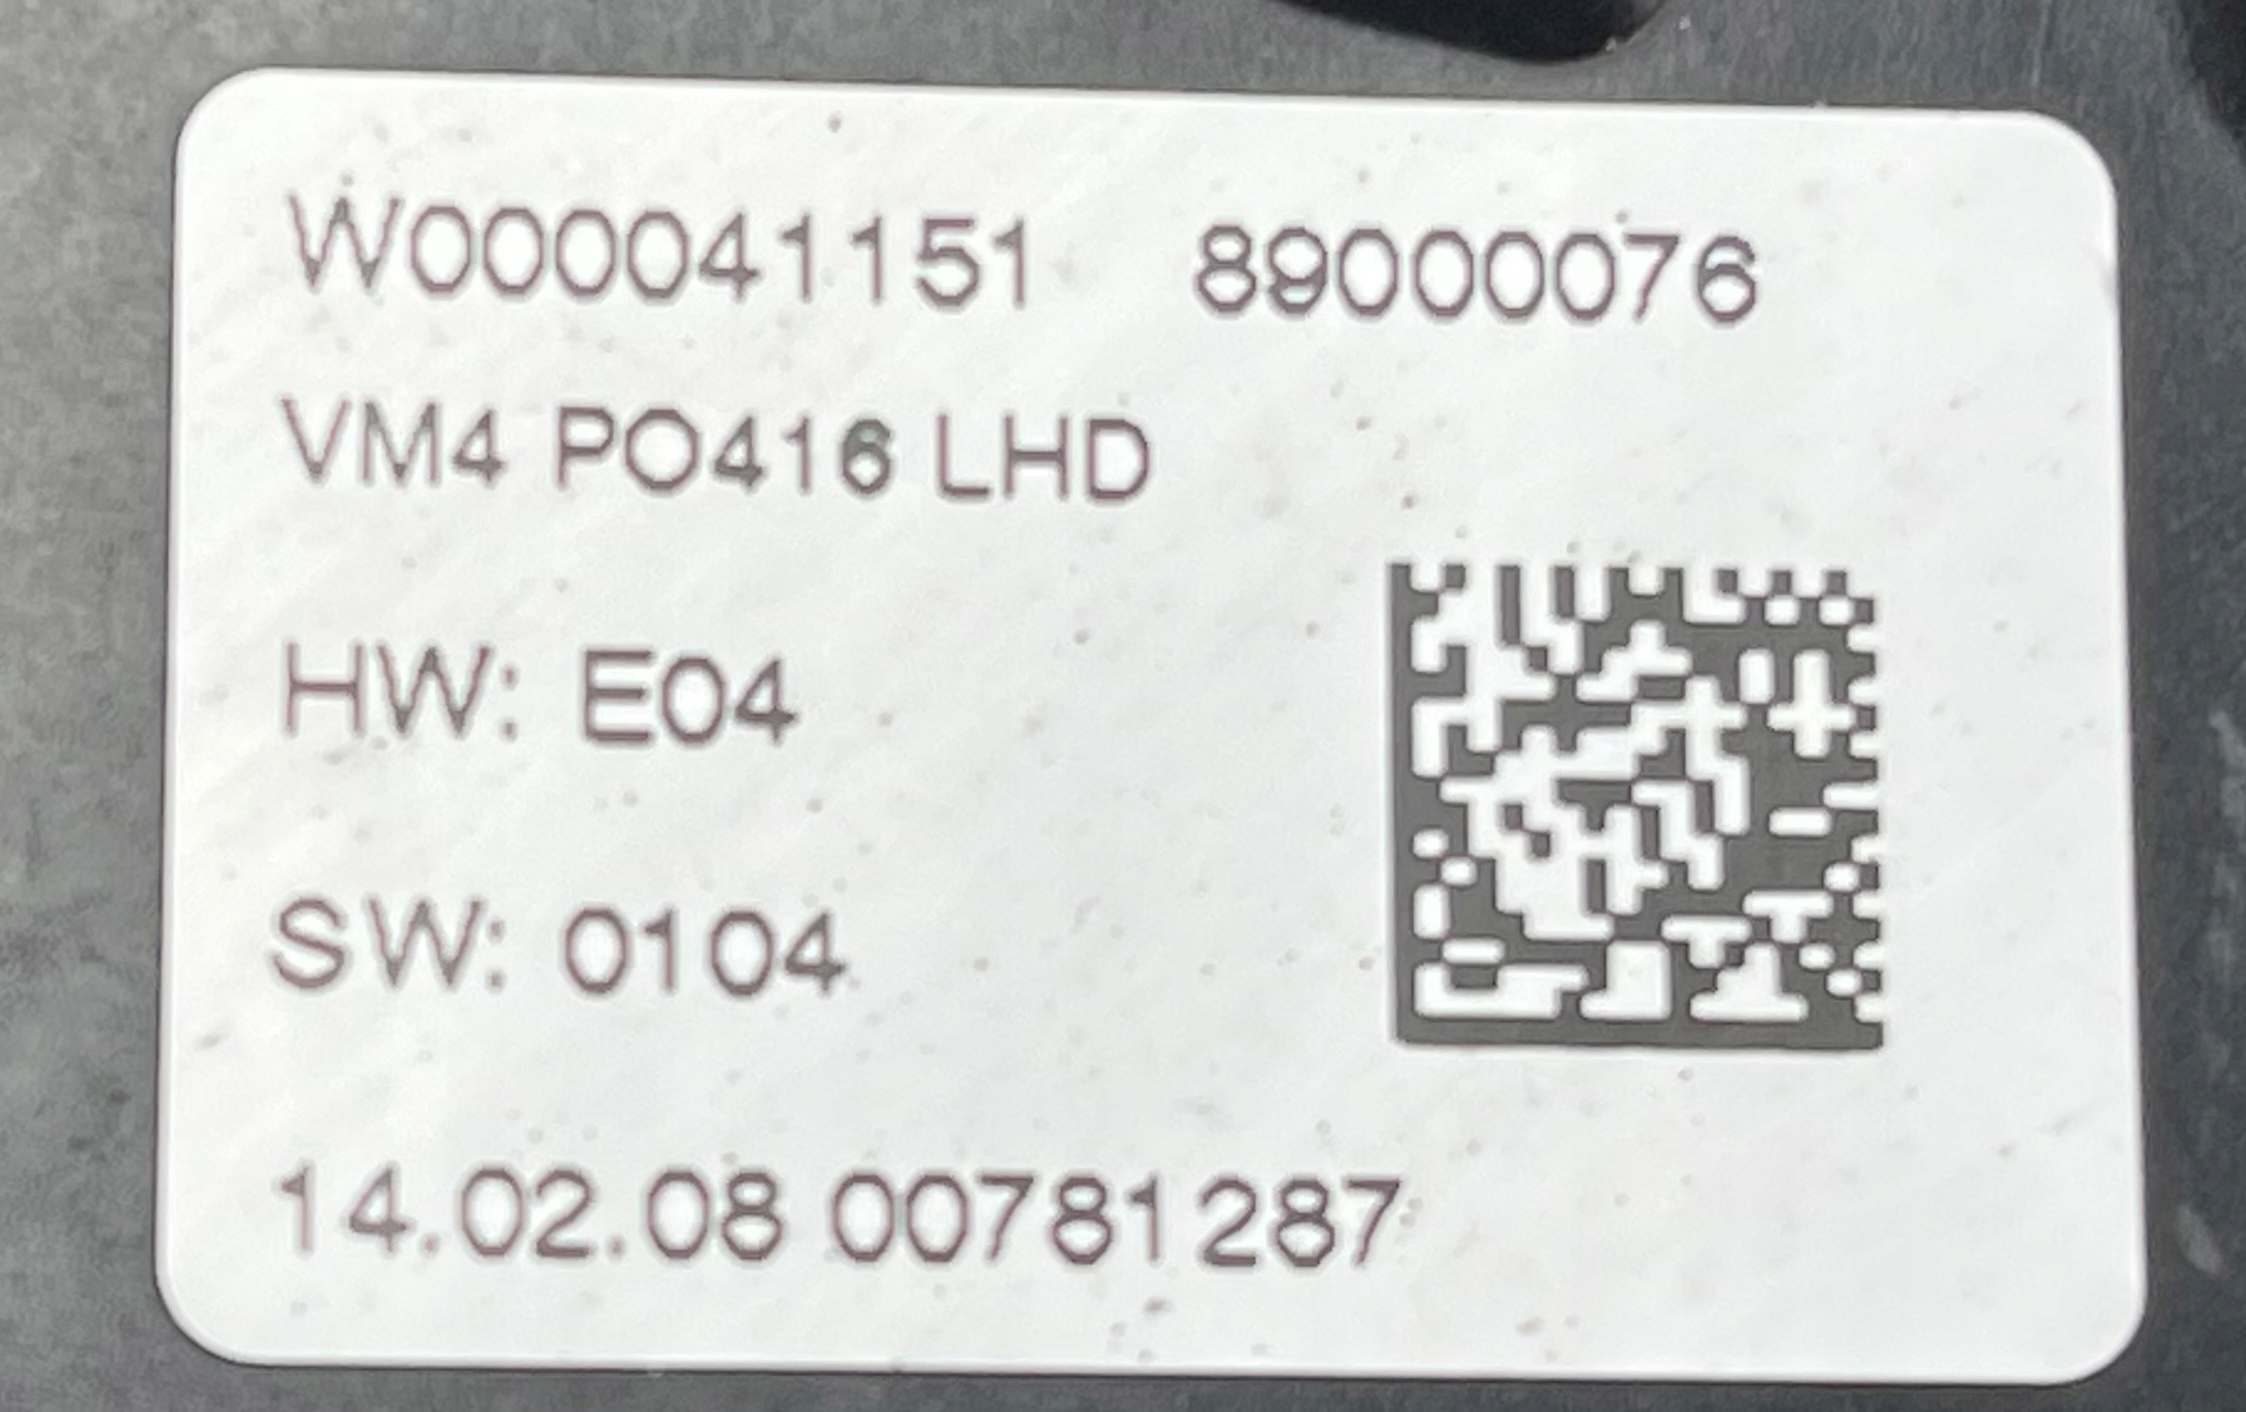 W000041151 89000076
VM4 PO416 LHD
HW: E04
SW: 0104
14.02.08 00781287